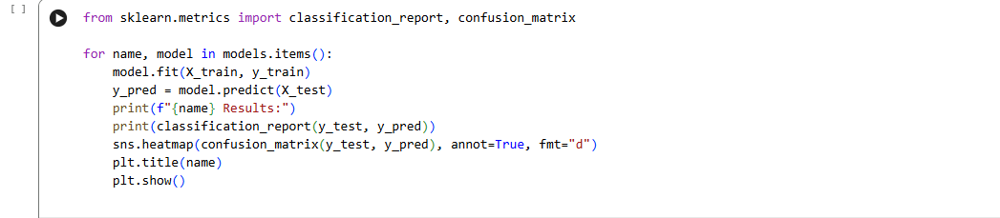 [ ]
from sklearn.metrics import classification_report, confusion_matrix

for name, model in models.items():
    model.fit(X_train, y_train)
    y_pred = model.predict(X_test)
    print(f"{name} Results:")
    print(classification_report(y_test, y_pred))
    sns.heatmap(confusion_matrix(y_test, y_pred), annot=True, fmt="d")
    plt.title(name)
    plt.show()